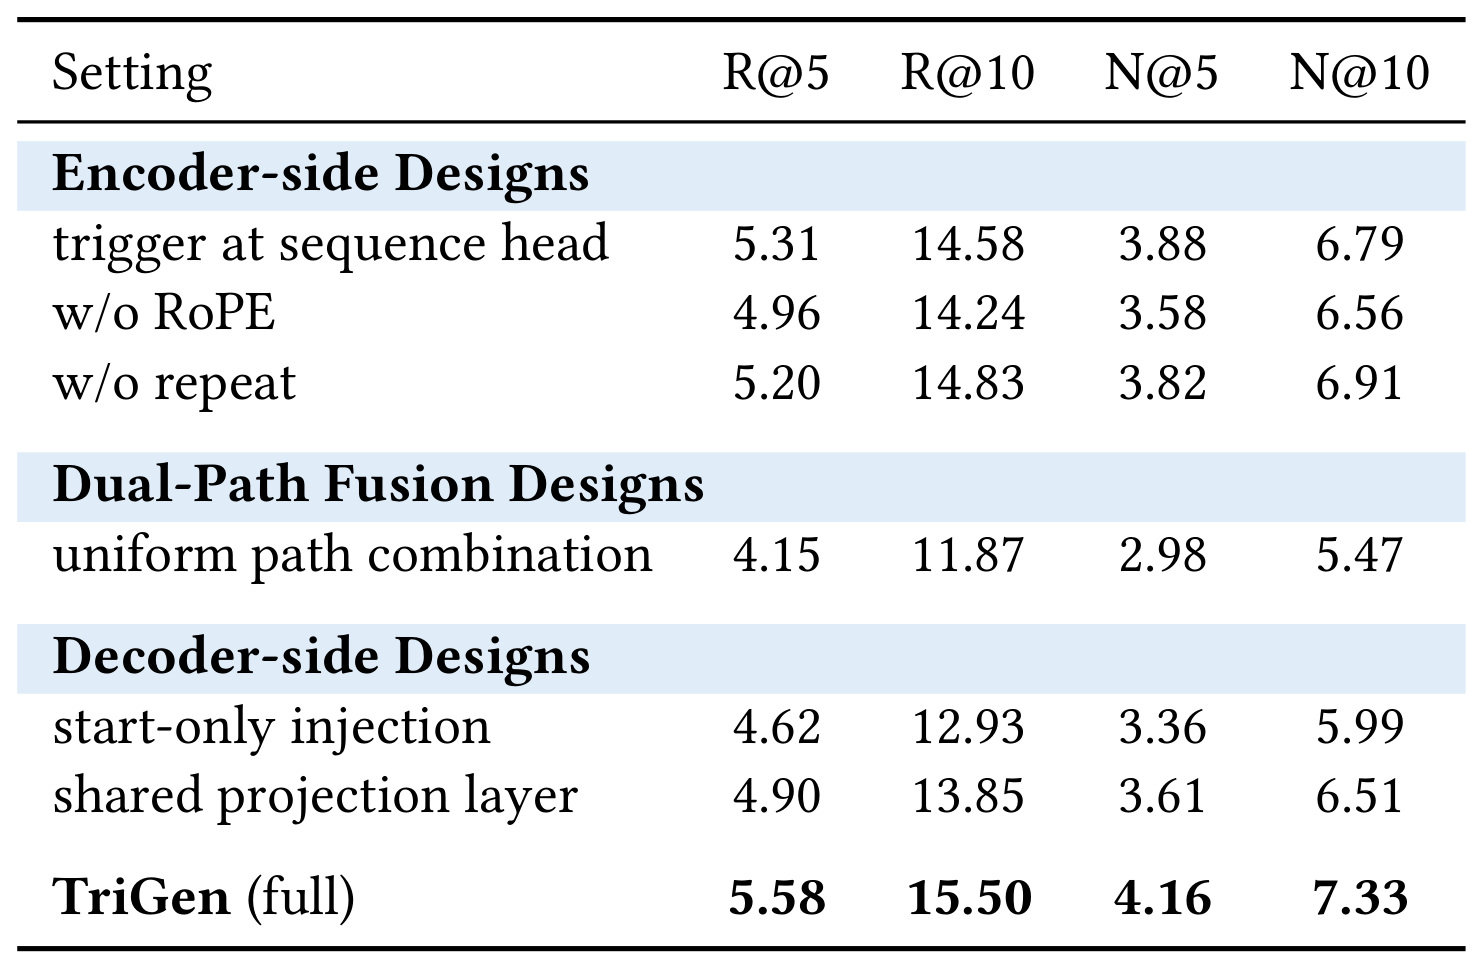 Setting R@5 R@10 N@5 N@10
Encoder-side Designs
trigger at sequence head 5.31 14.58 3.88 6.79
w/o RoPE 4.96 14.24 3.58 6.56
w/o repeat 5.20 14.83 3.82 6.91
Dual-Path Fusion Designs
uniform path combination 4.15 11.87 2.98 5.47
Decoder-side Designs
start-only injection 4.62 12.93 3.36 5.99
shared projection layer 4.90 13.85 3.61 6.51
TriGen (full) 5.58 15.50 4.16 7.33